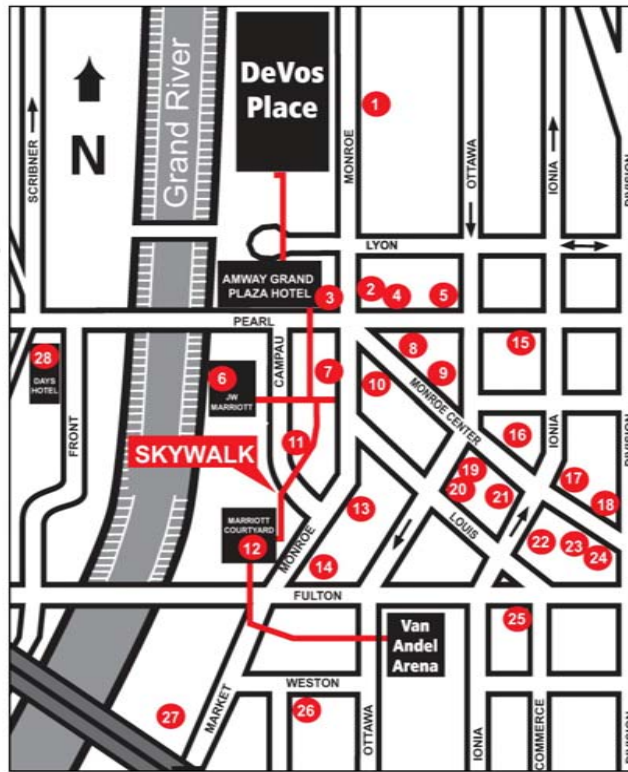 DeVos
Place
Grand River
N
SCRIBNER
MONROE
1
OTTAWA
IONIA
DIVISION
LYON
AMWAY GRAND
PLAZA HOTEL
3
2
4
5
PEARL
28
DAYS
HOTEL
6
JW
MARRIOTT
CAMPAU
7
8
9
10
15
MONROE CENTER
FRONT
SKYWALK
11
16
IONIA
DIVISION
17
18
19
20
21
13
LOUIS
MARRIOTT
COURTYARD
12
MONROE
14
22
23
24
FULTON
25
Van
Andel
Arena
WESTON
MARKET
26
27
OTTAWA
IONIA
COMMERCE
DIVISION